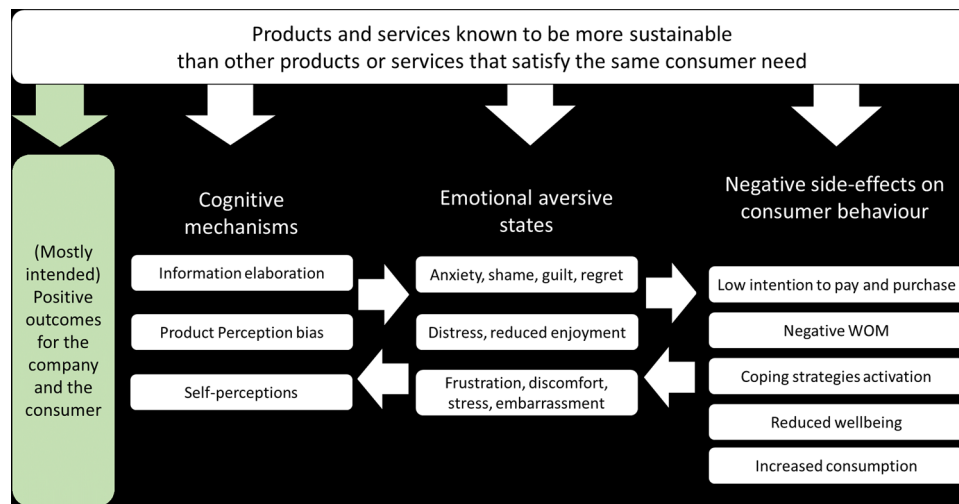 Products and services known to be more sustainable
than other products or services that satisfy the same consumer need
(Mostly
intended)
Positive
outcomes
for the
company
and the
consumer
Cognitive
mechanisms
Information elaboration
Product Perception bias
Self-perceptions
Emotional aversive
states
Anxiety, shame, guilt, regret
Distress, reduced enjoyment
Frustration, discomfort,
stress, embarrassment
Negative side-effects on
consumer behaviour
Low intention to pay and purchase
Negative WOM
Coping strategies activation
Reduced wellbeing
Increased consumption